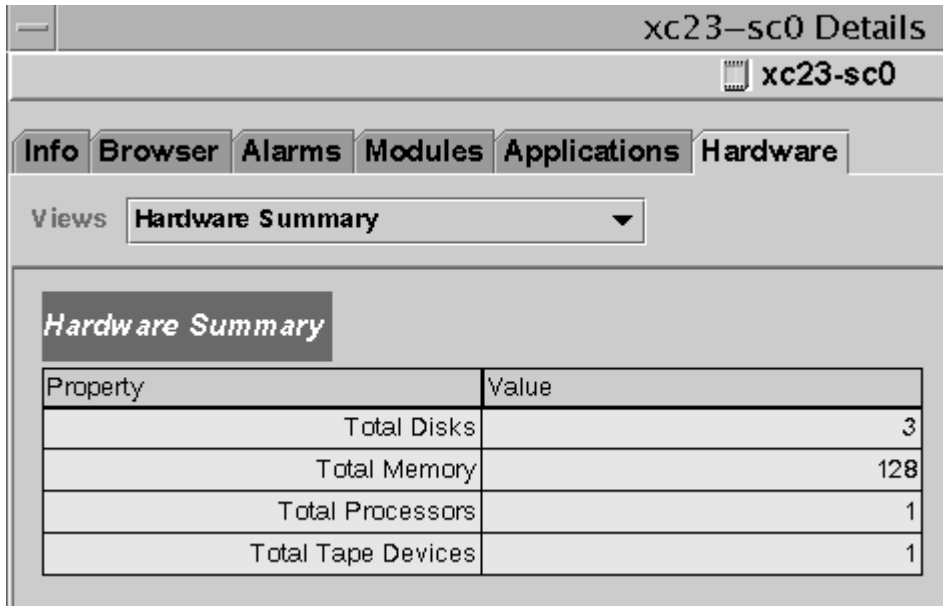 xc23–sc0 Details
xc23-sc0
Info Browser Alarms Modules Applications Hardware
Views Hardware Summary
Hardware Summary
Property Value
Total Disks 3
Total Memory 128
Total Processors 1
Total Tape Devices 1